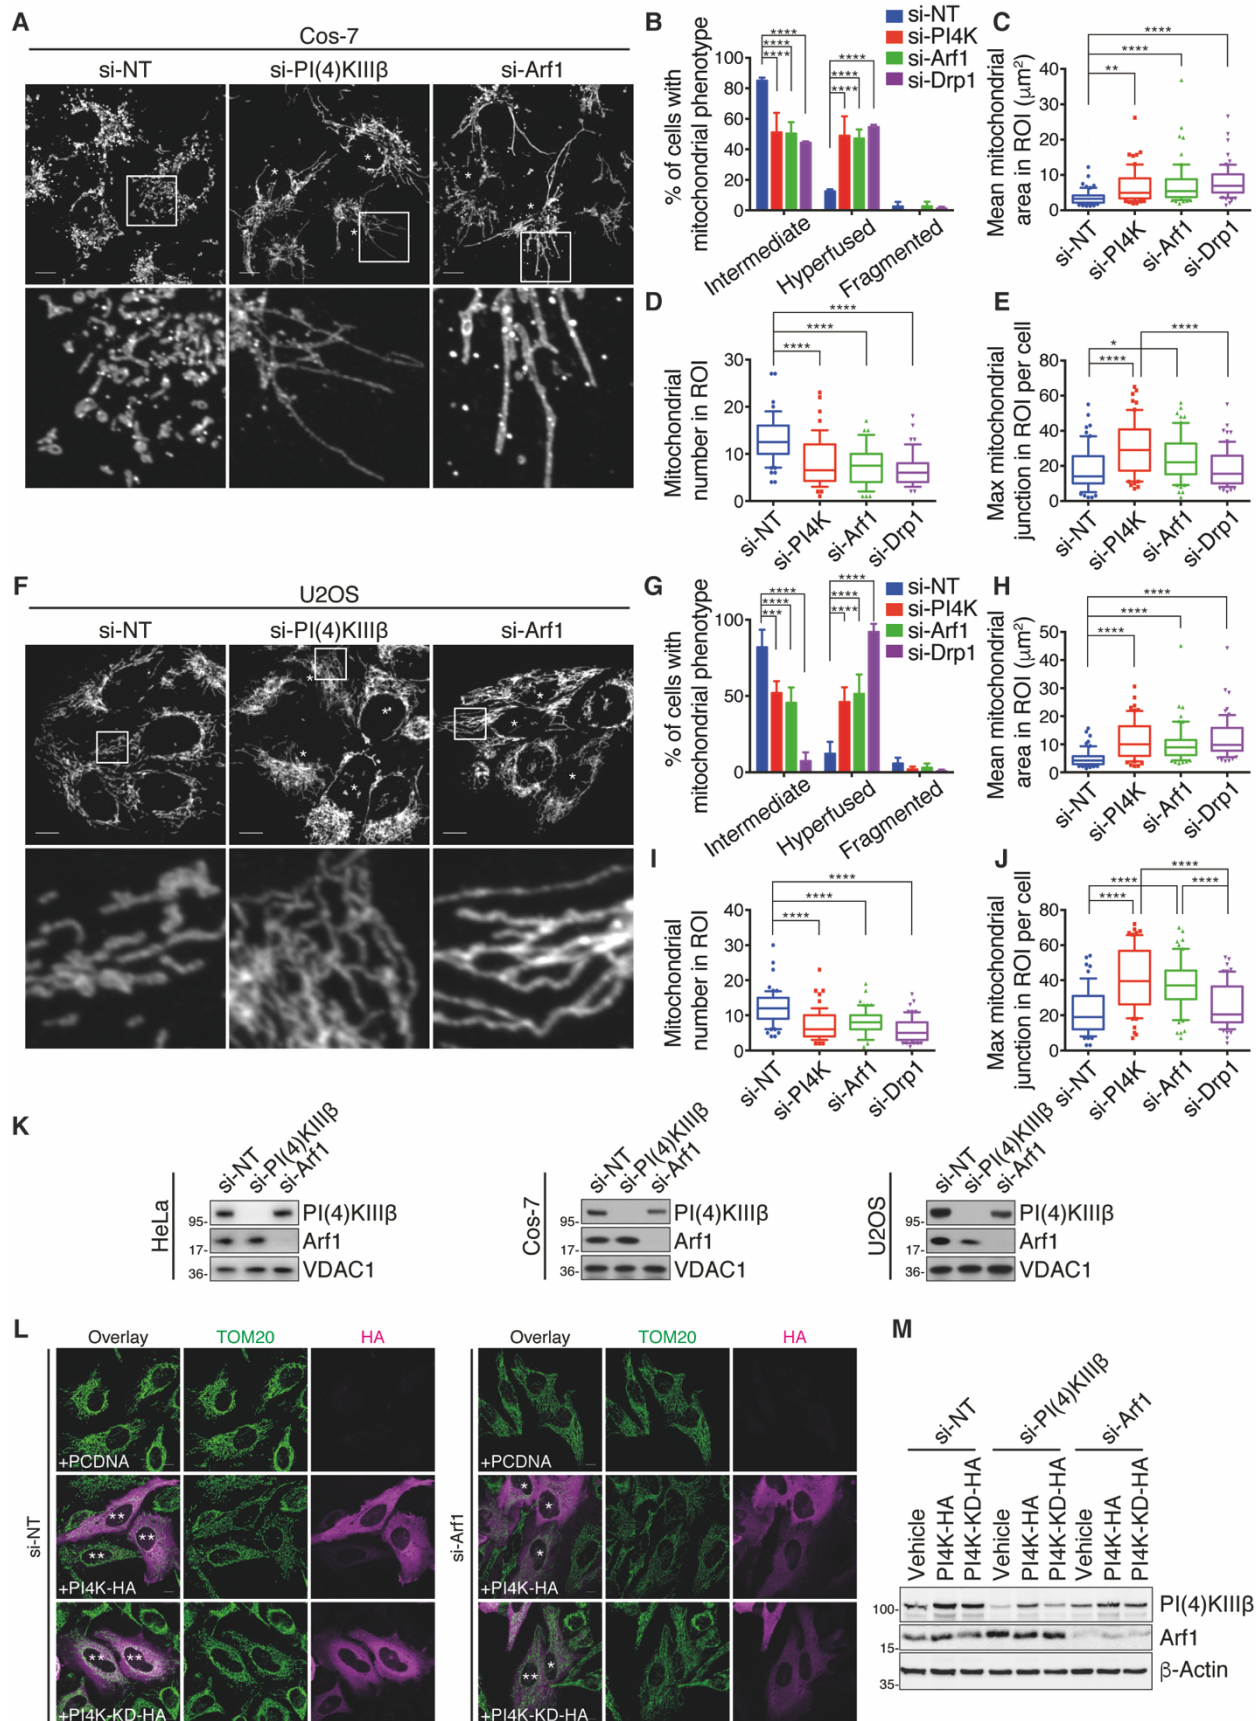 A
Cos-7
si-NT
si-PI(4)KIIIβ
si-Arf1
B
% of cells with
mitochondrial phenotype
100
80
60
40
20
0
****
****
****
****
****
****
Intermediate
Hyperfused
Fragmented
si-NT
si-PI4K
si-Arf1
si-Drp1
C
Mean mitochondrial
area in ROI (μm²)
40
30
20
10
0
****
****
**
si-NT
si-PI4K
si-Arf1
si-Drp1
D
Mitochondrial
number in ROI
30
20
10
0
****
****
****
si-NT
si-PI4K
si-Arf1
si-Drp1
E
Max mitochondrial
junction in ROI per cell
80
60
40
20
0
****
*
****
si-NT
si-PI4K
si-Arf1
si-Drp1
F
U2OS
si-NT
si-PI(4)KIIIβ
si-Arf1
G
% of cells with
mitochondrial phenotype
100
50
0
****
****
***
****
****
****
Intermediate
Hyperfused
Fragmented
si-NT
si-PI4K
si-Arf1
si-Drp1
H
Mean mitochondrial
area in ROI (μm²)
50
40
30
20
10
0
****
****
****
si-NT
si-PI4K
si-Arf1
si-Drp1
I
Mitochondrial
number in ROI
40
30
20
10
0
****
****
****
si-NT
si-PI4K
si-Arf1
si-Drp1
J
Max mitochondrial
junction in ROI per cell
80
60
40
20
0
****
****
****
****
si-NT
si-PI4K
si-Arf1
si-Drp1
K
HeLa
si-NT
si-PI(4)KIIIβ
si-Arf1
95-
PI(4)KIIIβ
17-
Arf1
36-
VDAC1
Cos-7
si-NT
si-PI(4)KIIIβ
si-Arf1
95-
PI(4)KIIIβ
17-
Arf1
36-
VDAC1
U2OS
si-NT
si-PI(4)KIIIβ
si-Arf1
95-
PI(4)KIIIβ
17-
Arf1
36-
VDAC1
L
Overlay
TOM20
HA
si-NT
+PCDNA
**
**
**
+PI4K-HA
**
**
+PI4K-KD-HA
Overlay
TOM20
HA
si-Arf1
+PCDNA
*
*
*
+PI4K-HA
*
**
+PI4K-KD-HA
M
si-NT
si-PI(4)KIIIβ
si-Arf1
Vehicle
PI4K-HA
PI4K-KD-HA
Vehicle
PI4K-HA
PI4K-KD-HA
Vehicle
PI4K-HA
PI4K-KD-HA
100-
PI(4)KIIIβ
15-
Arf1
35-
β-Actin